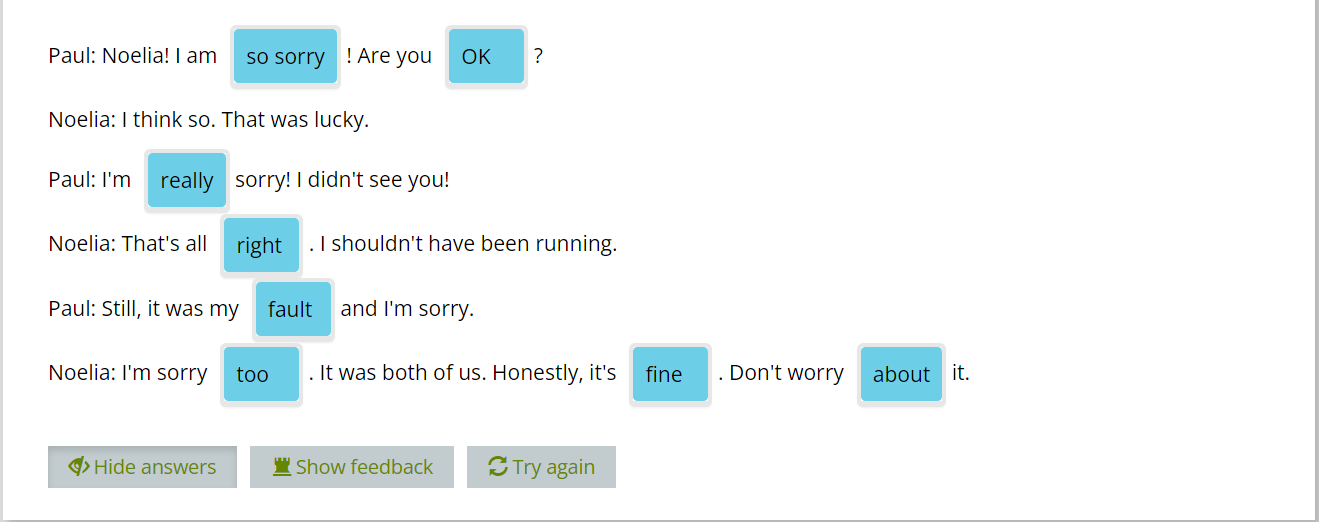 Paul: Noelia! I am so sorry ! Are you OK ?
Noelia: I think so. That was lucky.
Paul: I'm really sorry! I didn't see you!
Noelia: That's all right . I shouldn't have been running.
Paul: Still, it was my fault and I'm sorry.
Noelia: I'm sorry too . It was both of us. Honestly, it's fine . Don't worry about it.
Hide answers Show feedback Try again